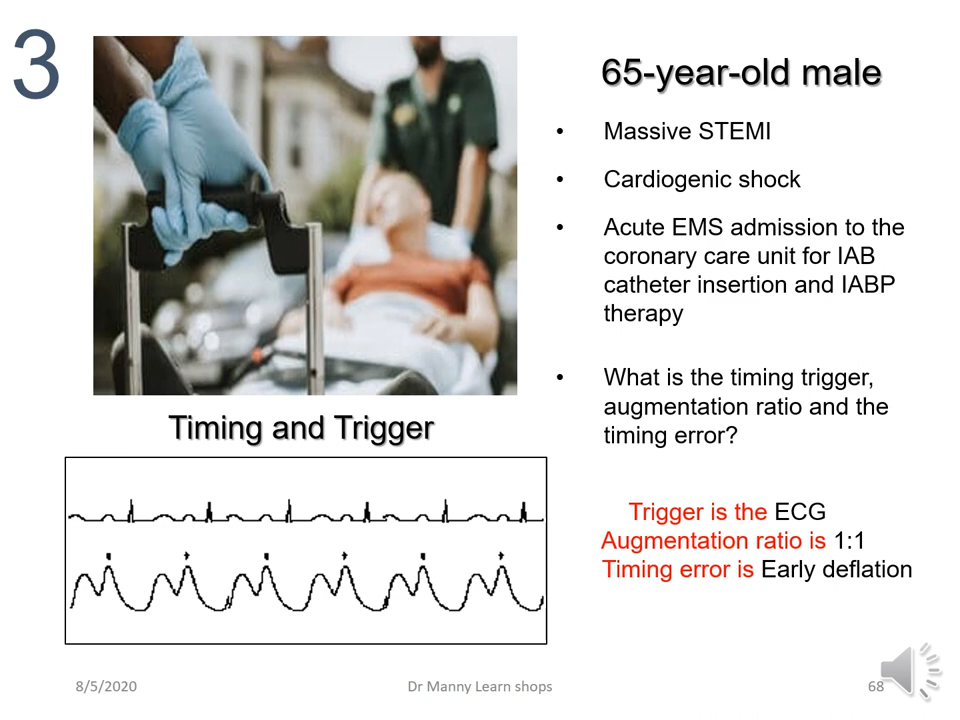 3
65-year-old male
• Massive STEMI
• Cardiogenic shock
• Acute EMS admission to the
coronary care unit for IAB
catheter insertion and IABP
therapy
• What is the timing trigger,
augmentation ratio and the
timing error?
Timing and Trigger
Trigger is the ECG
Augmentation ratio is 1:1
Timing error is Early deflation
8/5/2020
Dr Manny Learn shops
68